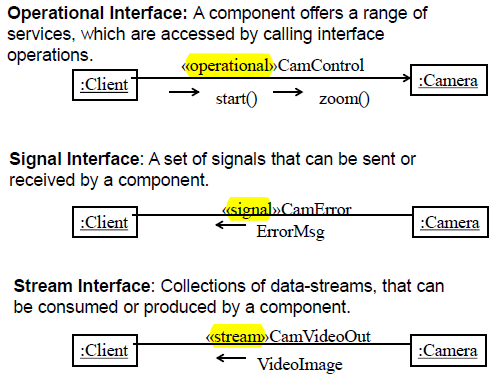 Operational Interface: A component offers a range of
services, which are accessed by calling interface
operations.
«operational»CamControl
:Client
:Camera
start()
zoom()
Signal Interface: A set of signals that can be sent or
received by a component.
«signal»CamError
:Client
:Camera
ErrorMsg
Stream Interface: Collections of data-streams, that can
be consumed or produced by a component.
«stream»CamVideoOut
:Client
:Camera
VideoImage